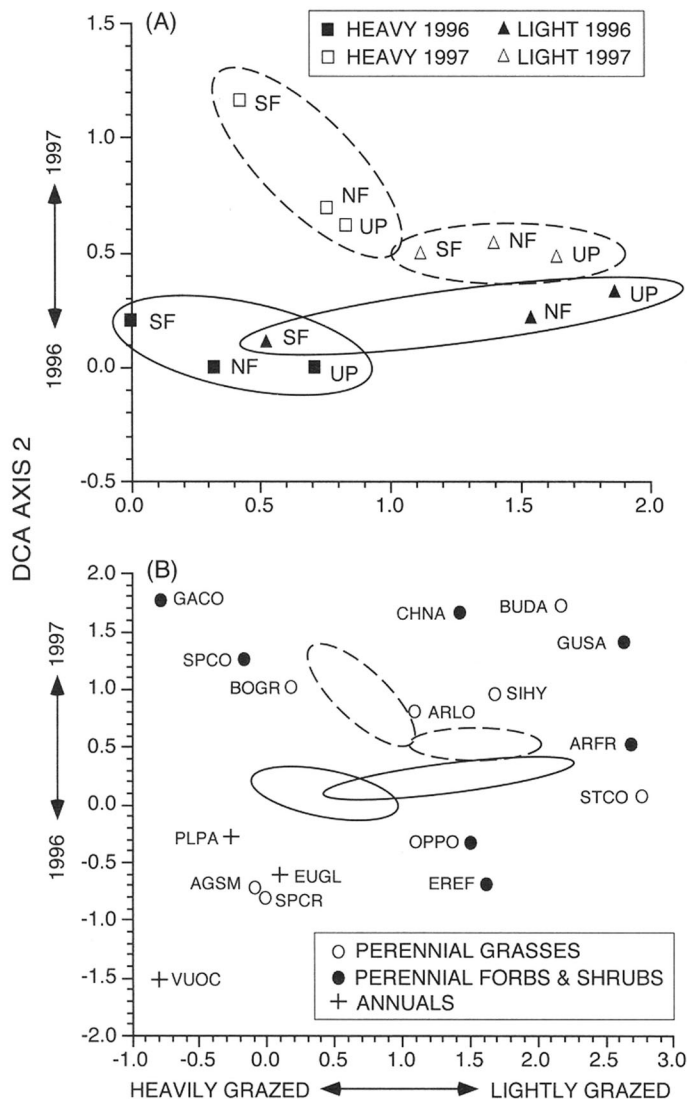 (A)
■ HEAVY 1996 ▲ LIGHT 1996
□ HEAVY 1997 △ LIGHT 1997
1.5
1.0
0.5
0.0
-0.5
SF
NF
UP
SF NF UP
SF
NF
UP
SF
NF
UP
0.0 0.5 1.0 1.5 2.0
1997
1996
DCA AXIS 2
(B)
2.0
1.5
1.0
0.5
0.0
-0.5
-1.0
-1.5
-2.0
GACO
CHNA
BUDA
GUSA
SPCO
BOGR
SIHY
ARLO
ARFR
STCO
PLPA
OPPO
EUGL
AGSM
SPCR
EREF
VUOC
○ PERENNIAL GRASSES
● PERENNIAL FORBS & SHRUBS
+ ANNUALS
1997
1996
-1.0 -0.5 0.0 0.5 1.0 1.5 2.0 2.5 3.0
HEAVILY GRAZED LIGHTLY GRAZED